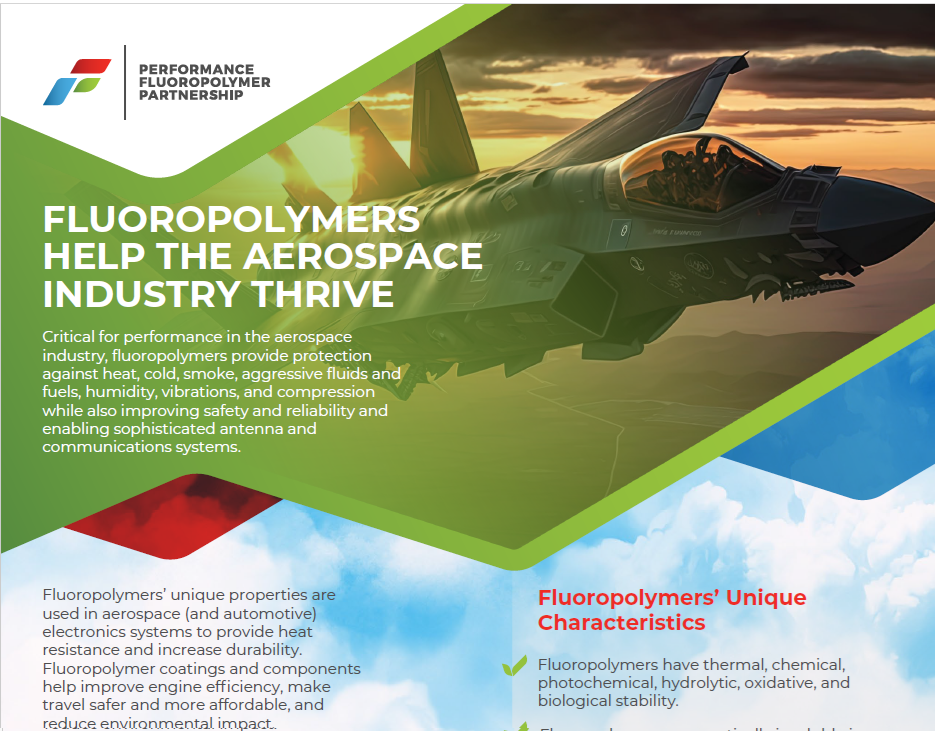 PERFORMANCE
FLUOROPOLYMER
PARTNERSHIP
FLUOROPOLYMERS
HELP THE AEROSPACE
INDUSTRY THRIVE
Critical for performance in the aerospace
industry, fluoropolymers provide protection
against heat, cold, smoke, aggressive fluids and
fuels, humidity, vibrations, and compression
while also improving safety and reliability and
enabling sophisticated antenna and
communications systems.
Fluoropolymers' unique properties are
used in aerospace (and automotive)
electronics systems to provide heat
resistance and increase durability.
Fluoropolymer coatings and components
help improve engine efficiency, make
travel safer and more affordable, and
reduce environmental impact.
Fluoropolymers' Unique
Characteristics
Fluoropolymers have thermal, chemical,
photochemical, hydrolytic, oxidative, and
biological stability.